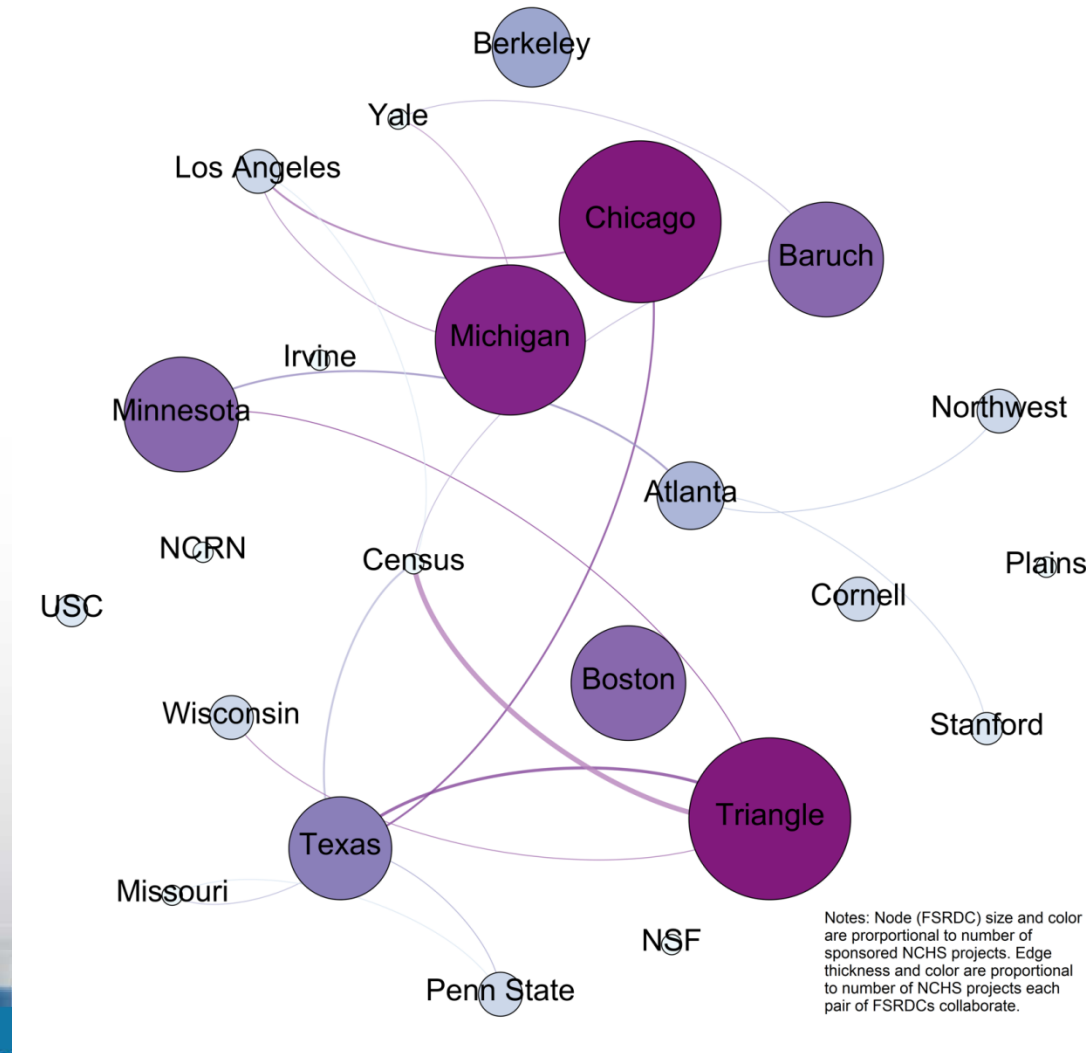 Berkeley
Yale
Los Angeles
Chicago
Baruch
Michigan
Irvine
Minnesota
Northwest
Atlanta
NCRN
Census
Plains
USC
Cornell
Boston
Wisconsin
Stanford
Triangle
Texas
Missouri
NSF
Penn State
Notes: Node (FSRDC) size and color
are prorportional to number of
sponsored NCHS projects. Edge
thickness and color are proportional
to number of NCHS projects each
pair of FSRDCs collaborate.